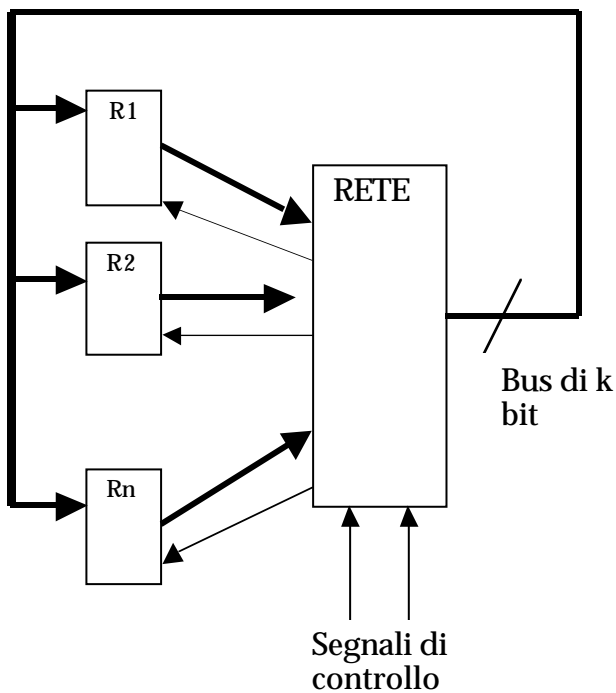 R1
RETE
R2
Bus di k
bit
Rn
Segnali di
controllo